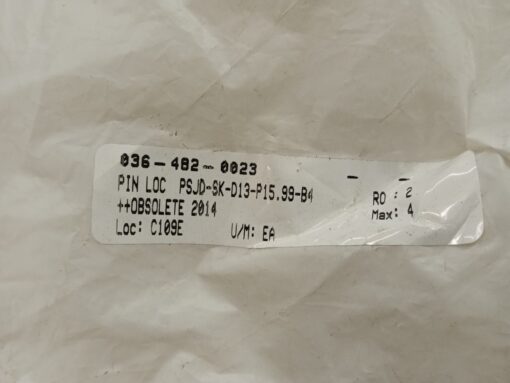 036-482-0023
PIN LOC PSJD-SK-D13-P15.99-B4
++OBSOLETE 2014
Loc: C109E U/M: EA
RO : 2
Max: 4